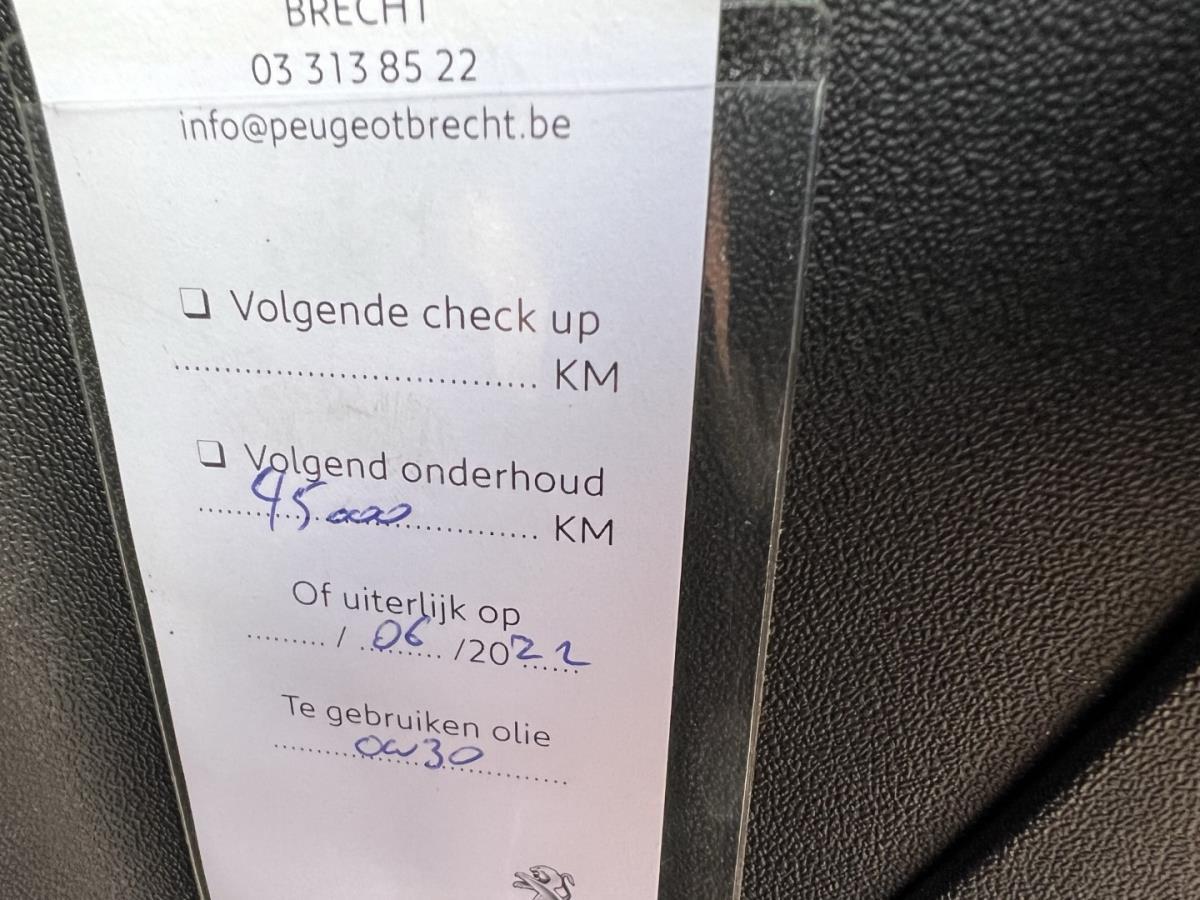 BRECHT
03 313 85 22
info@peugeotbrecht.be
❏ Volgende check up
.................................... KM
❏ Volgend onderhoud
45.000 KM
Of uiterlijk op
......... / 06 /2022
Te gebruiken olie
0W30